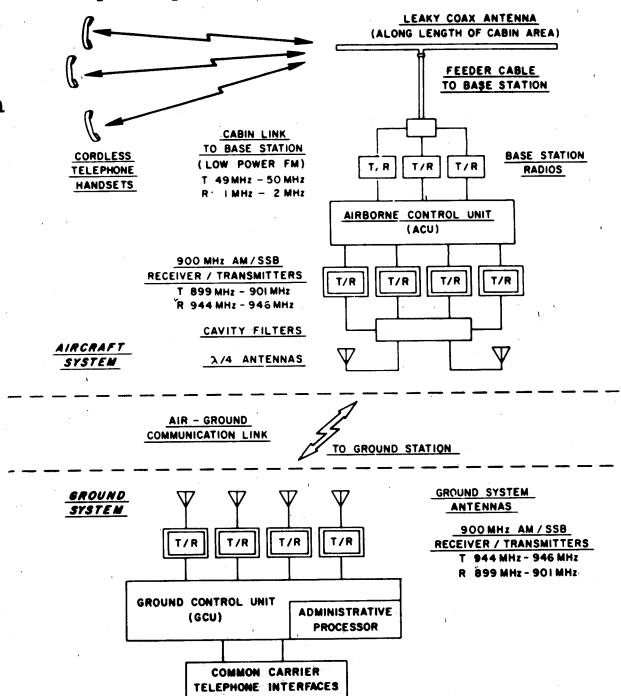 LEAKY COAX ANTENNA
(ALONG LENGTH OF CABIN AREA)
FEEDER CABLE
TO BASE STATION
CORDLESS
TELEPHONE
HANDSETS
CABIN LINK
TO BASE STATION
(LOW POWER FM)
T 49 MHz - 50 MHz
R 1 MHz - 2 MHz
T/R T/R T/R
BASE STATION
RADIOS
AIRBORNE CONTROL UNIT
(ACU)
900 MHz AM/SSB
RECEIVER / TRANSMITTERS
T 899 MHz - 901 MHz
R 944 MHz - 946 MHz
T/R T/R T/R T/R
CAVITY FILTERS
λ/4 ANTENNAS
AIRCRAFT
SYSTEM
AIR - GROUND
COMMUNICATION LINK
TO GROUND STATION
GROUND
SYSTEM
T/R T/R T/R T/R
GROUND SYSTEM
ANTENNAS
900 MHz AM / SSB
RECEIVER / TRANSMITTERS
T 944 MHz - 946 MHz
R 899 MHz - 901 MHz
GROUND CONTROL UNIT
(GCU)
ADMINISTRATIVE
PROCESSOR
COMMON CARRIER
TELEPHONE INTERFACES